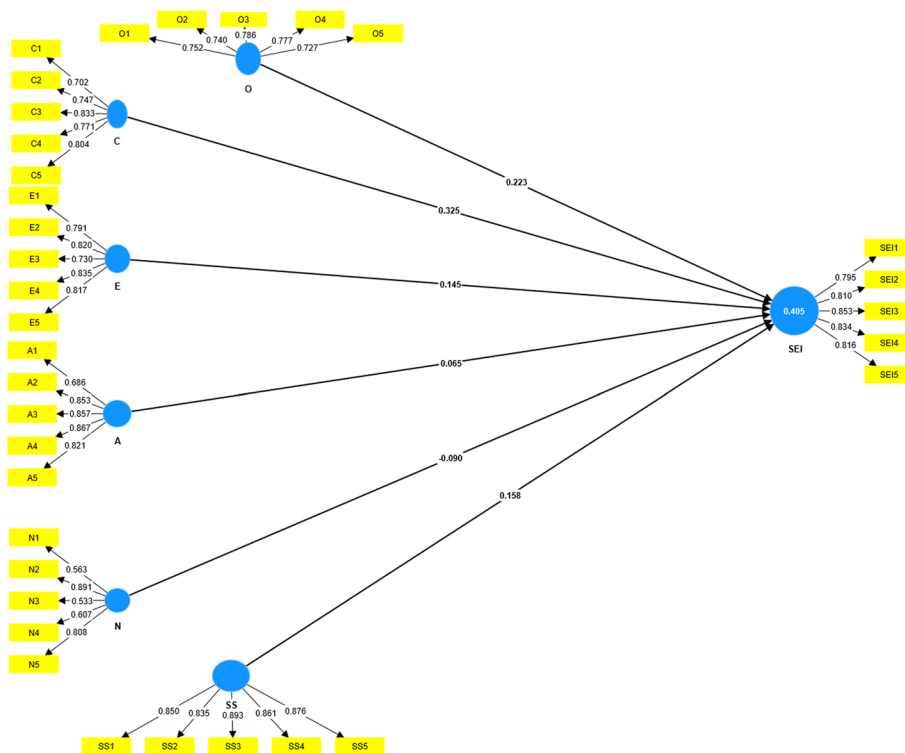 O1
O2
O3
O4
O5
0.752
0.740
0.786
0.777
0.727
O
C1
C2
C3
C4
C5
0.702
0.747
0.833
0.771
0.804
C
E1
E2
E3
E4
E5
0.791
0.820
0.730
0.835
0.817
E
A1
A2
A3
A4
A5
0.686
0.853
0.857
0.867
0.821
A
N1
N2
N3
N4
N5
0.563
0.891
0.533
0.607
0.808
N
SS
0.850
0.835
0.893
0.861
0.876
SS1
SS2
SS3
SS4
SS5
0.223
0.325
0.145
0.065
-0.090
0.158
0.405
SEI
0.795
0.810
0.853
0.834
0.816
SEI1
SEI2
SEI3
SEI4
SEI5